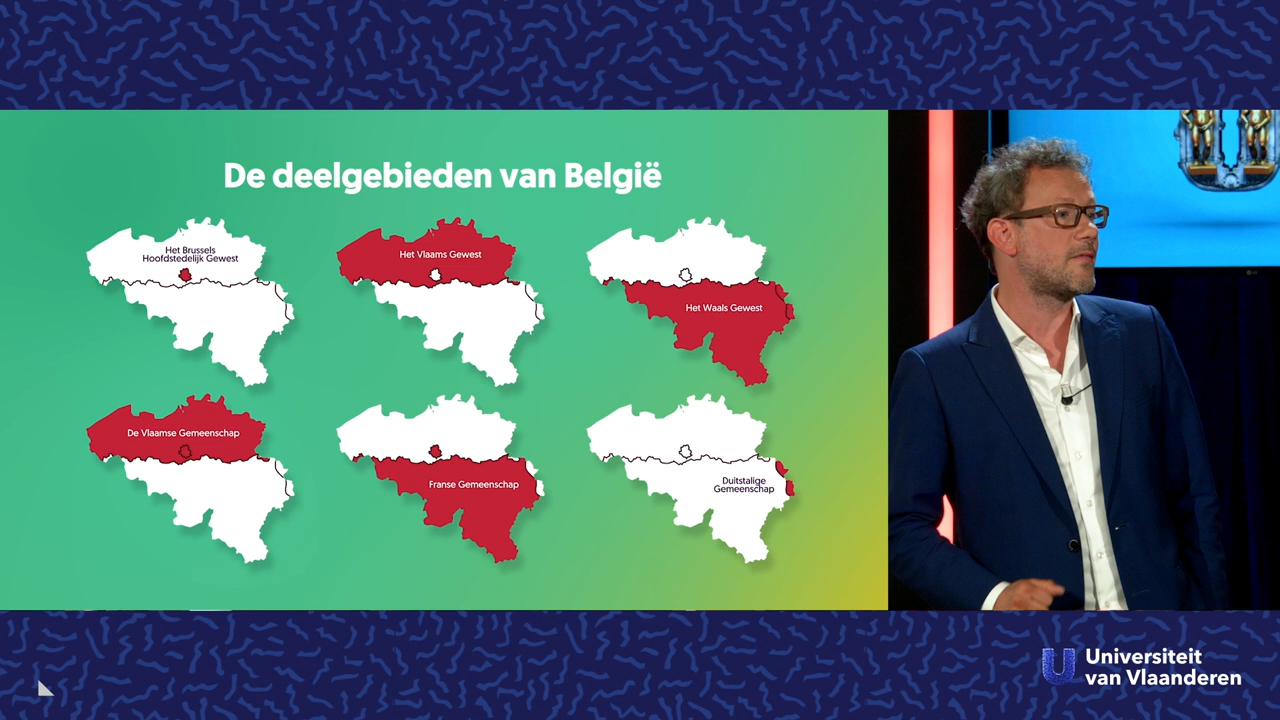 De deelgebieden van België
Het Brussels
Hoofdstedelijk Gewest
Het Vlaams Gewest
Het Waals Gewest
De Vlaamse Gemeenschap
Franse Gemeenschap
Duitstalige
Gemeenschap
Universiteit
van Vlaanderen